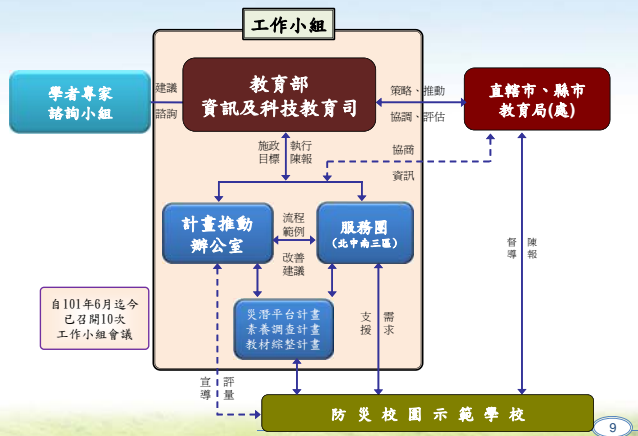 工作小組
學者專家
諮詢小組
建議
諮詢
教育部
資訊及科技教育司
策略、推動
協調、評估
直轄市、縣市
教育局(處)
施政
目標
執行
陳報
協商
資訊
計畫推動
辦公室
流程
範例
改善
建議
服務團
(北中南三區)
督導
陳報
自101年6月迄今
已召開10次
工作小組會議
災潛平台計畫
素養調查計畫
教材綜整計畫
支援
需求
宣導
評量
防災校園示範學校
9